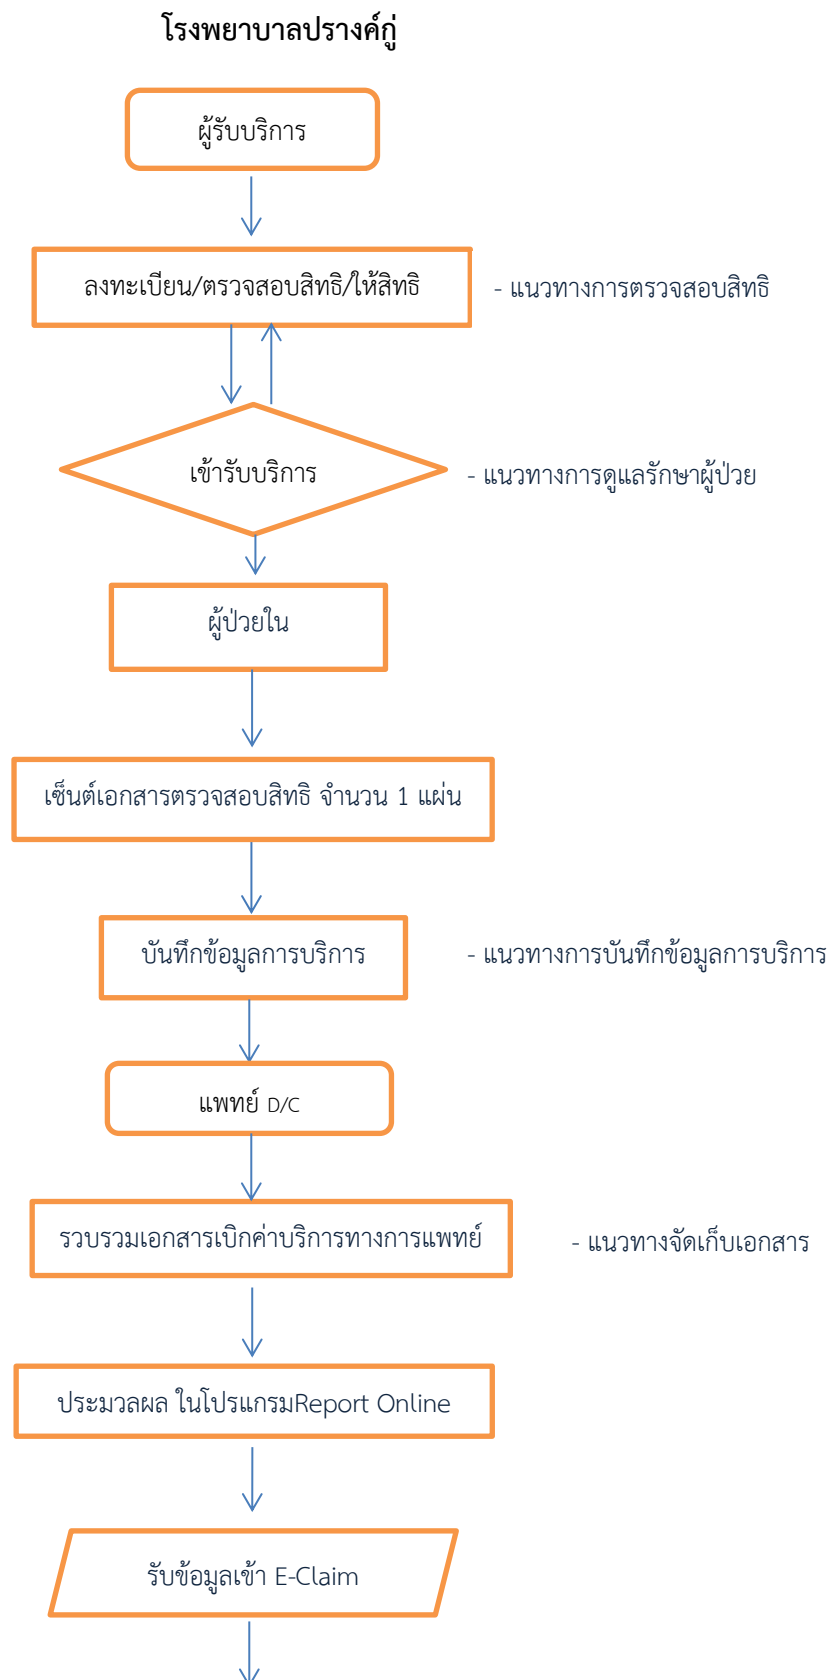 โรงพยาบาลปรางค์กู่
ผู้รับบริการ
ลงทะเบียน/ตรวจสอบสิทธิ/ให้สิทธิ
- แนวทางการตรวจสอบสิทธิ
เข้ารับบริการ
- แนวทางการดูแลรักษาผู้ป่วย
ผู้ป่วยใน
เซ็นต์เอกสารตรวจสอบสิทธิ จำนวน 1 แผ่น
บันทึกข้อมูลการบริการ
- แนวทางการบันทึกข้อมูลการบริการ
แพทย์ D/C
รวบรวมเอกสารเบิกค่าบริการทางการแพทย์
- แนวทางจัดเก็บเอกสาร
ประมวลผล ในโปรแกรมReport Online
รับข้อมูลเข้า E-Claim